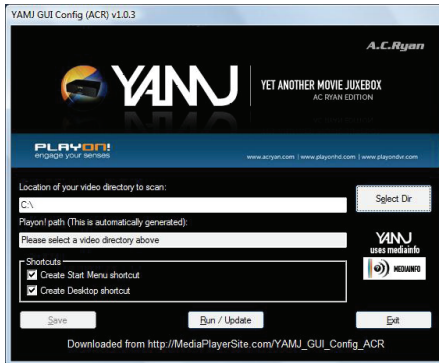 YAMJ GUI Config (ACR) v1.0.3
A.C.Ryan
YAMJ
YET ANOTHER MOVIE JUXEBOX
AC RYAN EDITION
PLAYON!
engage your senses
www.acryan.com | www.playonhd.com | www.playondvr.com
Location of your video directory to scan:
C:\
Select Dir
Playon! path (This is automatically generated):
Please select a video directory above
YAMJ
uses mediainfo
MEDIAINFO
Shortcuts
Create Start Menu shortcut
Create Desktop shortcut
Save
Run / Update
Exit
Downloaded from http://MediaPlayerSite.com/YAMJ_GUI_Config_ACR